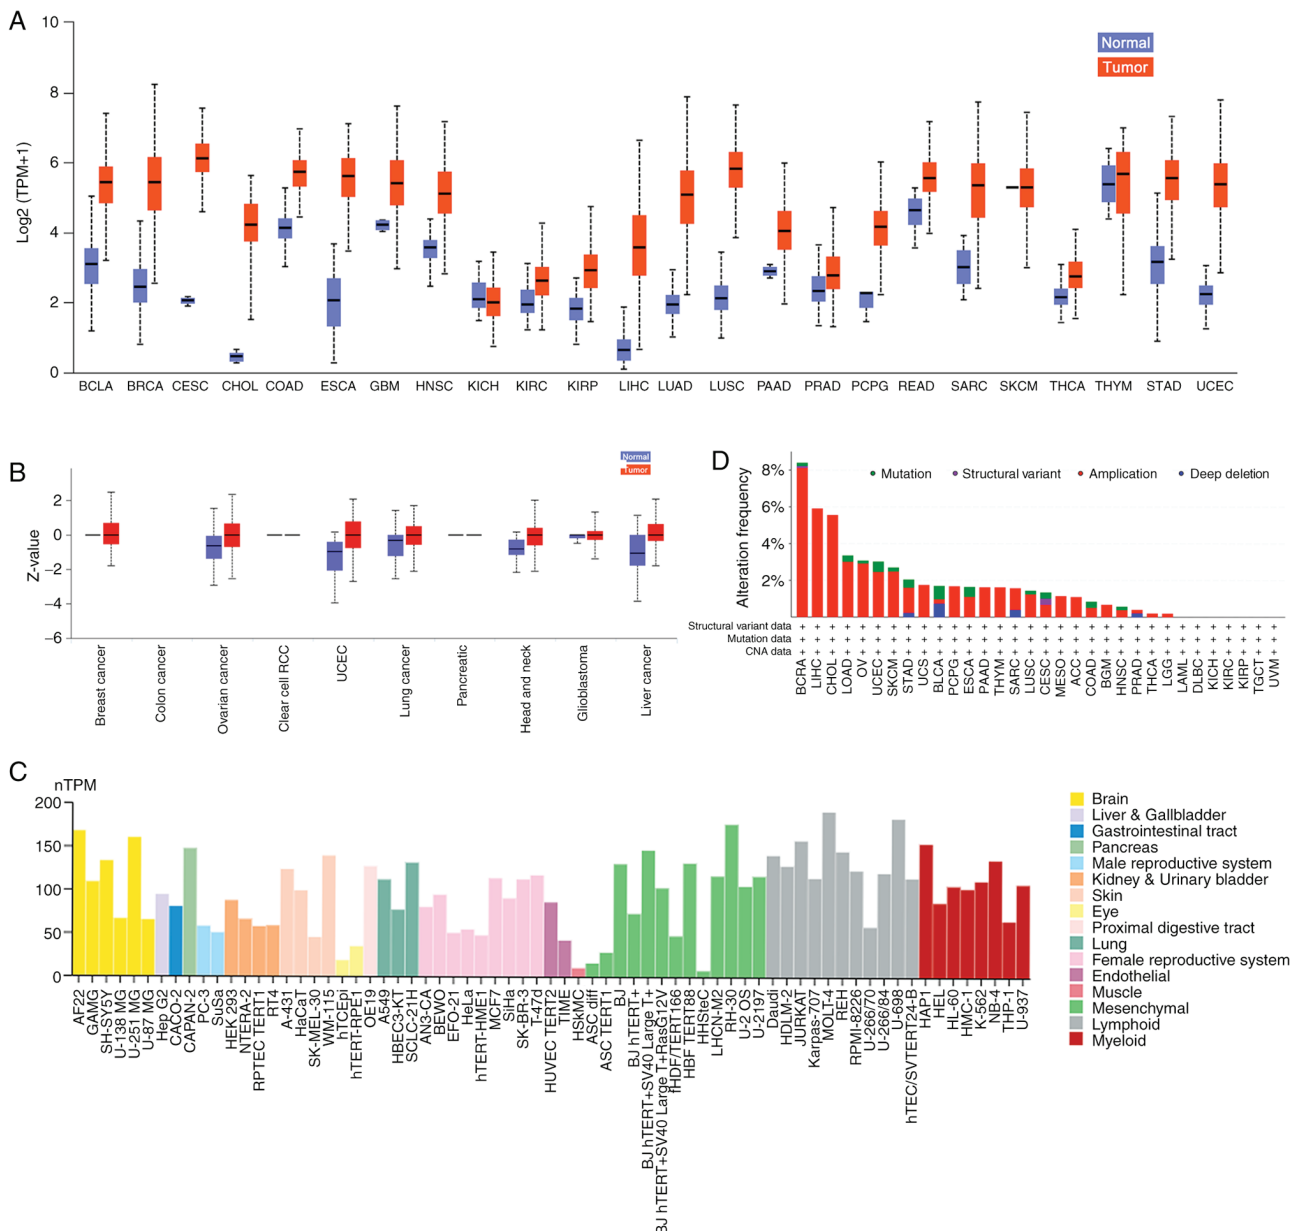 A
10
8
6
4
2
0
Log2 (TPM+1)
Normal
Tumor
BCLA BRCA CESC CHOL COAD ESCA GBM HNSC KICH KIRC KIRP LIHC LUAD LUSC PAAD PRAD PCPG READ SARC SKCM THCA THYM STAD UCEC
B
Normal
Tumor
2
0
−2
−4
−6
Z-value
Breast cancer
Colon cancer
Ovarian cancer
Clear cell RCC
UCEC
Lung cancer
Pancreatic
Head and neck
Glioblastoma
Liver cancer
D
Alteration frequency
8%
6%
4%
2%
Mutation Structural variant Amplication Deep deletion
Structural variant data + + + + + + + + + + + + + + + + + + + + + + + + + + + + + + + +
Mutation data + + + + + + + + + + + + + + + + + + + + + + + + + + + + + + + +
CNA data + + + + + + + + + + + + + + + + + + + + + + + + + + + + + + + +
BCRA
LIHC
CHOL
LOAD
OV
UCEC
SKCM
STAD
UCS
BLCA
PCPG
ESCA
PAAD
THYM
SARC
LUSC
CESC
MESO
ACC
COAD
BGM
HNSC
PRAD
THCA
LGG
LAML
DLBC
KICH
KIRC
KIRP
TGCT
UVM
C
nTPM
200
150
100
50
0
AF22
GAMG
SH-SY5Y
U-138 MG
U-251 MG
U-87 MG
Hep G2
CACO-2
CAPAN-2
PC-3
SuSa
HEK 293
NTERA-2
RPTEC TERT1
RT4
A-431
HaCaT
SK-MEL-30
WM-115
hTCEpi
hTERT-RPE1
OE19
A549
HBEC3-KT
SCLC-21H
AN3-CA
BEWO
EFO-21
HeLa
hTERT-HME1
MCF7
SiHa
SK-BR-3
T-47d
HUVEC TERT2
TIME
HSkMC
ASC diff
ASC TERT1
BJ
BJ hTERT+
BJ hTERT+SV40 Large T+
BJ hTERT+SV40 Large T+RasG12V
fHDF/TERT166
HBF TERT188
HHSteC
LHCN-M2
RH-30
U-2 OS
U-2197
Daudi
HDLM-2
JURKAT
Karpas-707
MOLT-4
REH
RPMI-8226
U-266/70
U-266/84
U-698
hTEC/SVTERT24-B
HAP1
HEL
HL-60
HMC-1
K-562
NB-4
THP-1
U-937
Brain
Liver & Gallbladder
Gastrointestinal tract
Pancreas
Male reproductive system
Kidney & Urinary bladder
Skin
Eye
Proximal digestive tract
Lung
Female reproductive system
Endothelial
Muscle
Mesenchymal
Lymphoid
Myeloid